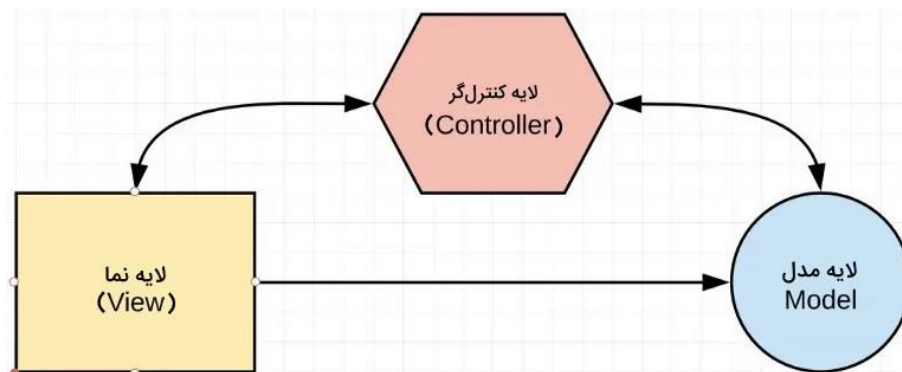 لایه کنترل‌گر
(Controller)
لایه نما
(View)
لایه مدل
Model